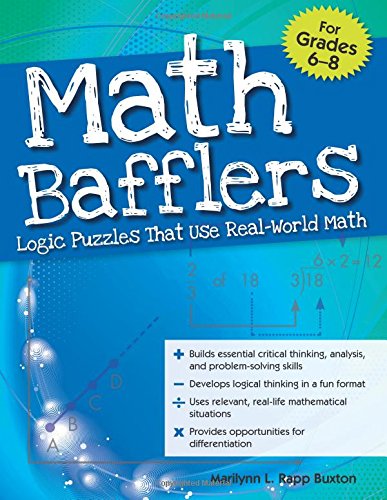 For
Grades
6–8
Math
Bafflers
Logic Puzzles That Use Real-World Math
6 × 2 = 12
2
3
of 18
3)18
+ Builds essential critical thinking, analysis,
and problem-solving skills
– Develops logical thinking in a fun format
÷ Uses relevant, real-life mathematical
situations
× Provides opportunities for
differentiation
A
B
C
D
Marilynn L. Rapp Buxton
Copyrighted Material